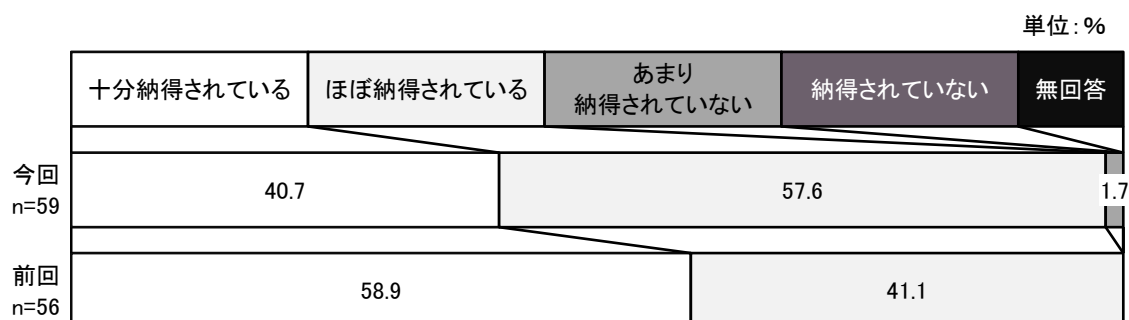 単位:%
十分納得されている
ほぼ納得されている
あまり
納得されていない
納得されていない
無回答
今回
n=59
40.7
57.6
1.7
前回
n=56
58.9
41.1